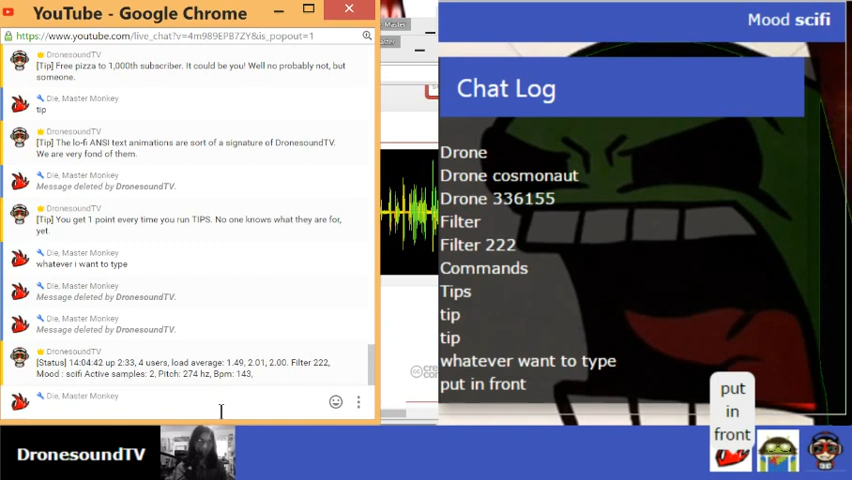 YouTube - Google Chrome
https://www.youtube.com/live_chat?v=4m989EPB7ZY&is_popout=1
DronesoundTV
[Tip] Free pizza to 1,000th subscriber. It could be you! Well no probably not, but
someone.
Die, Master Monkey
tip
DronesoundTV
[Tip] The lo-fi ANSI text animations are sort of a signature of DronesoundTV.
We are very fond of them.
Die, Master Monkey
Message deleted by DronesoundTV.
DronesoundTV
[Tip] You get 1 point every time you run TIPS. No one knows what they are for,
yet.
Die, Master Monkey
whatever i want to type
Die, Master Monkey
Message deleted by DronesoundTV.
Die, Master Monkey
Message deleted by DronesoundTV.
DronesoundTV
[Status] 14:04:42 up 2:33, 4 users, load average: 1.49, 2.01, 2.00. Filter 222,
Mood : scifi Active samples: 2, Pitch: 274 hz, Bpm: 143,
Die, Master Monkey
Master
Mood scifi
Chat Log
Drone
Drone cosmonaut
Drone 336155
Filter
Filter 222
Commands
Tips
tip
tip
whatever want to type
put in front
put
in
front
DronesoundTV